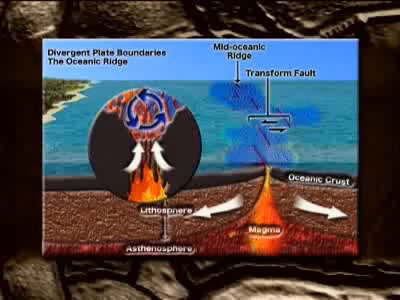 Divergent Plate Boundaries
The Oceanic Ridge
Mid-oceanic
Ridge
Transform Fault
Oceanic Crust
Lithosphere
Magma
Asthenosphere